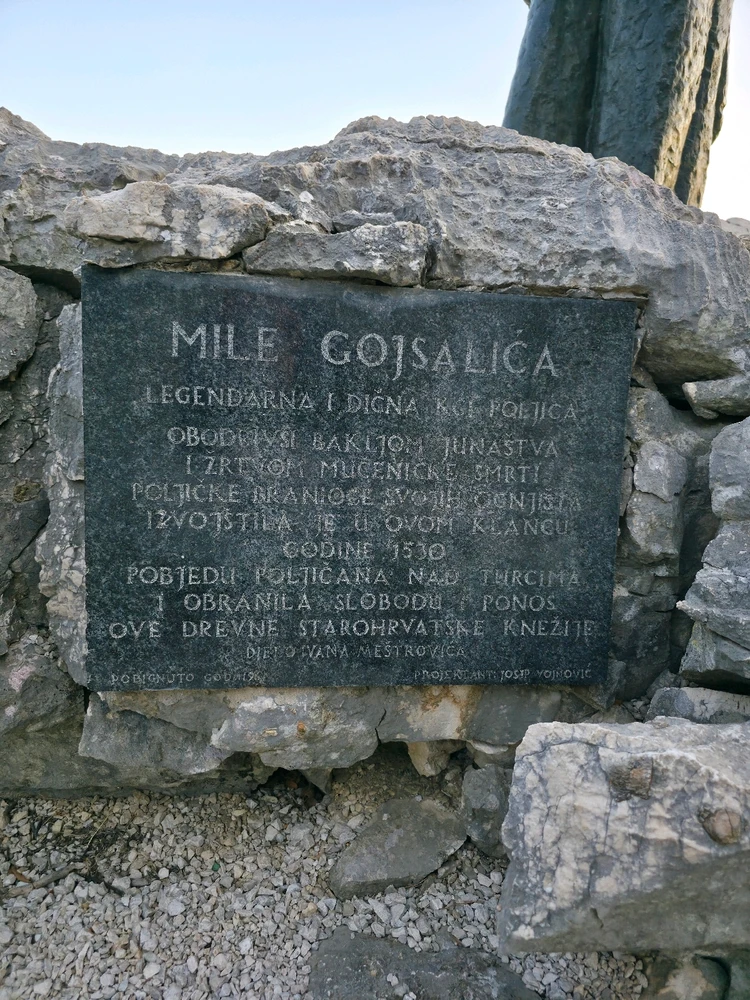 MILE GOJSALIĆA
LEGENDARNA I DIČNA KĆI POLJICA
OBODRIVŠI BAKLJOM JUNAŠTVA
I ŽRTVOM MUČENIČKE SMRTI
POLJIČKE BRANIOCE SVOJIH OGNJIŠTA
IZVOJŠTILA JE U OVOM KLANCU
GODINE 1530
POBJEDU POLJIČANA NAD TURCIMA
I OBRANILA SLOBODU I PONOS
OVE DREVNE STAROHRVATSKE KNEŽIJE
DJELO IVANA MEŠTROVIĆA
PODIGNUTO GOD. PROJEKTANT: JOSIP VOJNOVIĆ